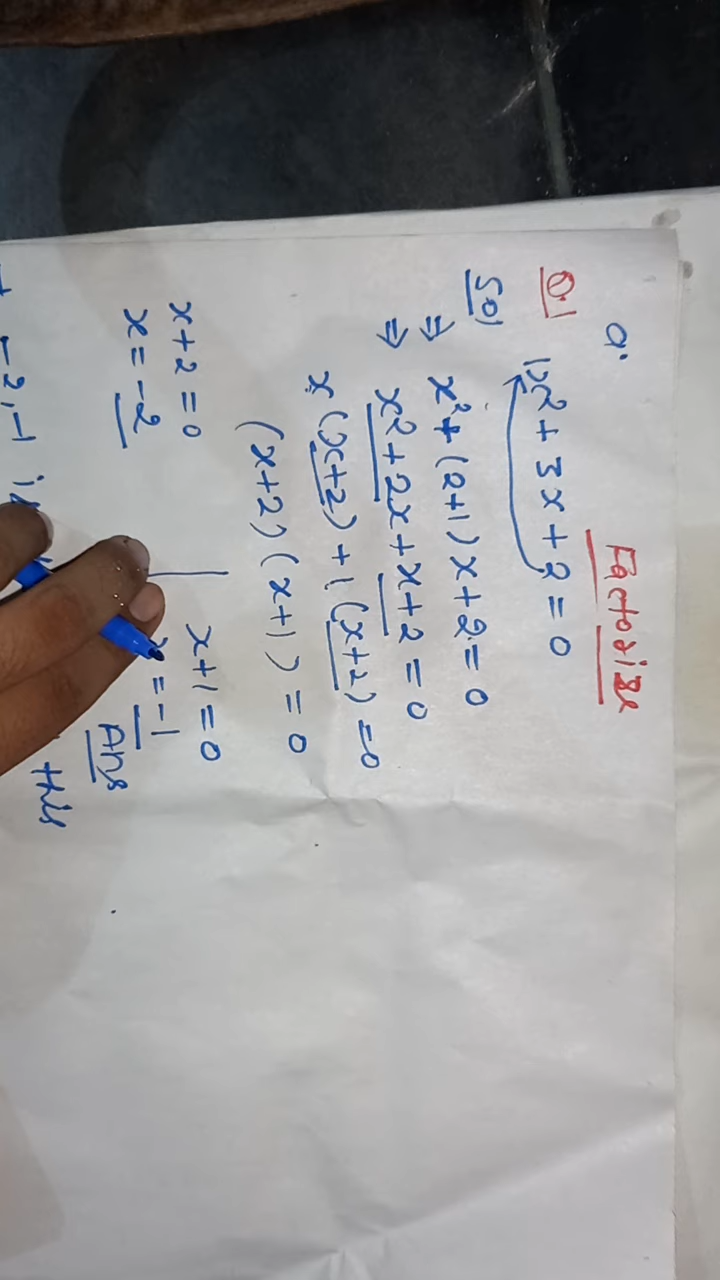 Factorize
Q.1 1x²+3x+2=0
Sol
⇒ x²+(2+1)x+2=0
⇒ x²+2x+x+2=0
x(x+2)+1(x+2)=0
(x+2)(x+1)=0
x+2=0 x+1=0
x=-2 =-1
Ans
-2,-1 this